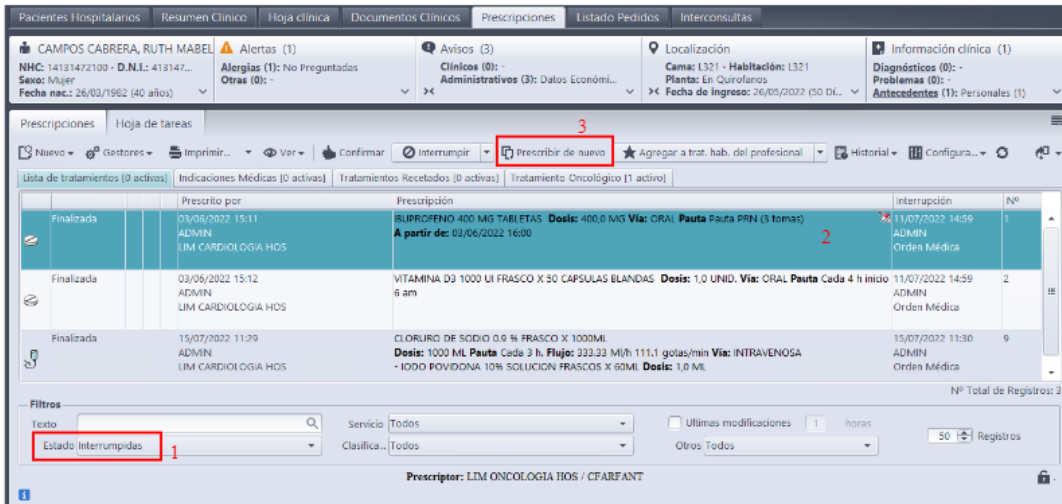 Pacientes Hospitalarios Resumen Clínico Hoja clínica Documentos Clínicos Prescripciones Listado Pedidos Interconsultas
CAMPOS CABRERA, RUTH MABEL
NHC: 14131472100 - D.N.I.: 413147...
Sexo: Mujer
Fecha nac.: 26/03/1982 (40 años)
Alertas (1)
Alergias (1): No Preguntadas
Otras (0): -
Avisos (3)
Clínicos (0): -
Administrativos (3): Datos Económi...
Localización
Cama: L321 - Habitación: L321
Planta: En Quirofanos
Fecha de ingreso: 26/05/2022 (50 Dí...
Información clínica (1)
Diagnósticos (0): -
Problemas (0): -
Antecedentes (1): Personales (1)
Prescripciones Hoja de tareas
3
Nuevo Gestores Imprimir... Ver Confirmar Interrumpir Prescribir de nuevo Agregar a trat. hab. del profesional Historial Configura...
Lista de tratamientos [0 activas] Indicaciones Médicas [0 activas] Tratamientos Recetados [0 activas] Tratamiento Oncológico [1 activo]
Prescrito por Prescripción Interrupción Nº
Finalizada 03/06/2022 15:11 IBUPROFENO 400 MG TABLETAS Dosis: 400,0 MG Vía: ORAL Pauta Pauta PRN (3 tomas) 11/07/2022 14:59 1
ADMIN A partir de: 03/06/2022 16:00 2 ADMIN
LIM CARDIOLOGIA HOS Orden Médica
Finalizada 03/06/2022 15:12 VITAMINA D3 1000 UI FRASCO X 50 CAPSULAS BLANDAS Dosis: 1,0 UNID. Vía: ORAL Pauta Cada 4 h inicio 11/07/2022 14:59 2
ADMIN 6 am ADMIN
LIM CARDIOLOGIA HOS Orden Médica
Finalizada 15/07/2022 11:29 CLORURO DE SODIO 0.9 % FRASCO X 1000ML 15/07/2022 11:30 9
ADMIN Dosis: 1000 ML Pauta Cada 3 h. Flujo: 333.33 Ml/h 111.1 gotas/min Vía: INTRAVENOSA ADMIN
LIM CARDIOLOGIA HOS - IODO POVIDONA 10% SOLUCION FRASCOS X 60ML Dosis: 1,0 ML Orden Médica
Nº Total de Registros: 3
Filtros
Texto Servicio Todos Ultimas modificaciones 1 horas
50 Registros
Estado Interrumpidas 1 Clasifica... Todos Otros Todos
Prescriptor: LIM ONCOLOGIA HOS / CFARFANT